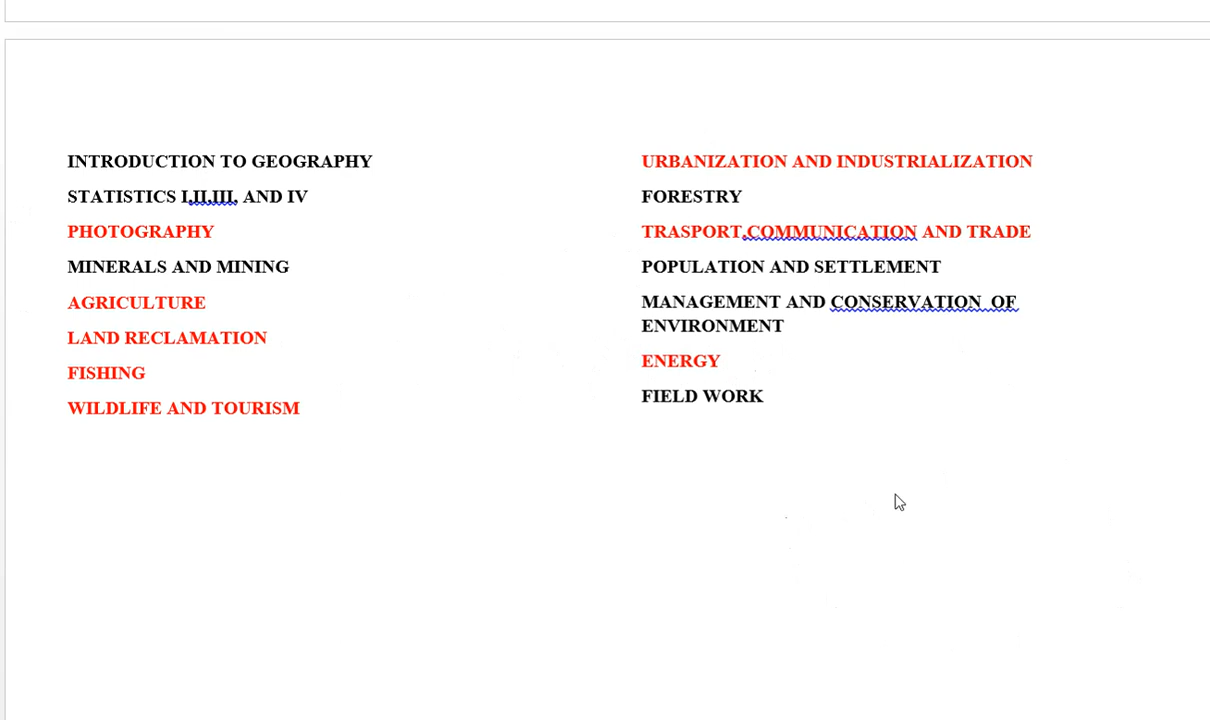 INTRODUCTION TO GEOGRAPHY
STATISTICS I,II,III, AND IV
PHOTOGRAPHY
MINERALS AND MINING
AGRICULTURE
LAND RECLAMATION
FISHING
WILDLIFE AND TOURISM
URBANIZATION AND INDUSTRIALIZATION
FORESTRY
TRASPORT,COMMUNICATION AND TRADE
POPULATION AND SETTLEMENT
MANAGEMENT AND CONSERVATION  OF
ENVIRONMENT
ENERGY
FIELD WORK